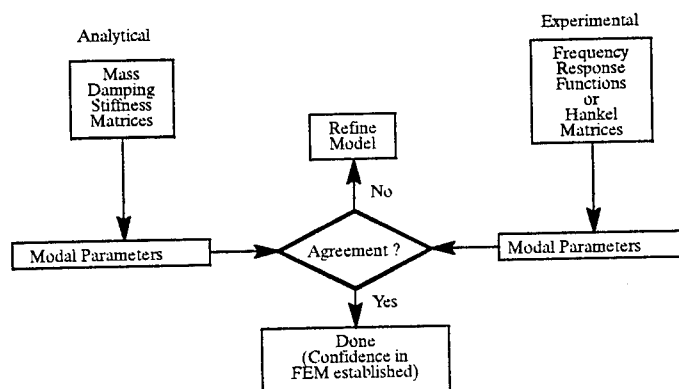 Analytical
Mass
Damping
Stiffness
Matrices
Experimental
Frequency
Response
Functions
or
Hankel
Matrices
Refine
Model
No
Modal Parameters
Agreement ?
Modal Parameters
Yes
Done
(Confidence in
FEM established)